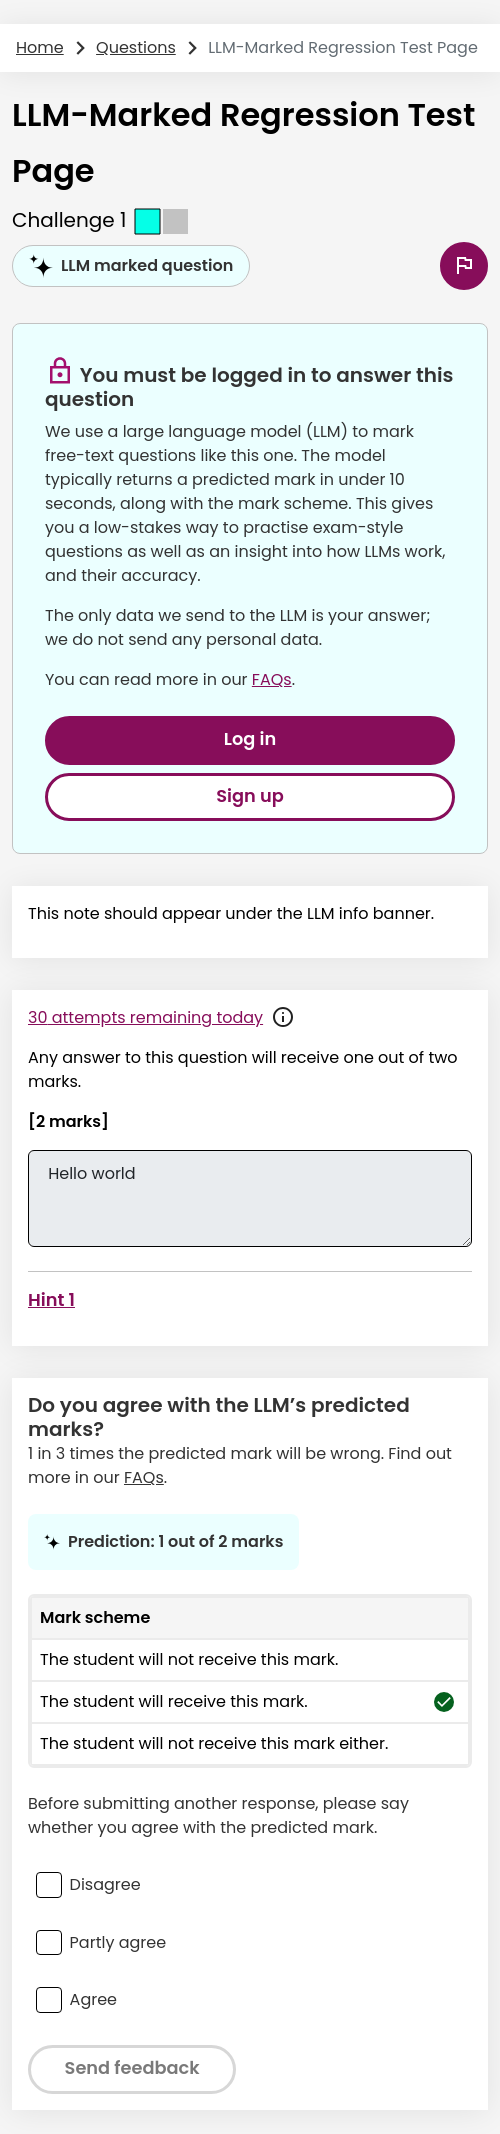 Home Questions LLM-Marked Regression Test Page
LLM-Marked Regression Test
Page
Challenge 1
LLM marked question
You must be logged in to answer this
question
We use a large language model (LLM) to mark
free-text questions like this one. The model
typically returns a predicted mark in under 10
seconds, along with the mark scheme. This gives
you a low-stakes way to practise exam-style
questions as well as an insight into how LLMs work,
and their accuracy.
The only data we send to the LLM is your answer;
we do not send any personal data.
You can read more in our FAQs.
Log in
Sign up
This note should appear under the LLM info banner.
30 attempts remaining today
Any answer to this question will receive one out of two
marks.
[2 marks]
Hello world
Hint 1
Do you agree with the LLM’s predicted
marks?
1 in 3 times the predicted mark will be wrong. Find out
more in our FAQs.
Prediction: 1 out of 2 marks
Mark scheme
The student will not receive this mark.
The student will receive this mark.
The student will not receive this mark either.
Before submitting another response, please say
whether you agree with the predicted mark.
Disagree
Partly agree
Agree
Send feedback